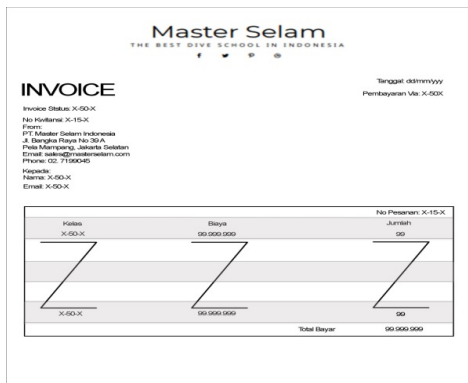 Master Selam
THE BEST DIVE SCHOOL IN INDONESIA
INVOICE
Tanggal: dd/mm/yyy
Pembayaran Via: X-50X
Invoice Status: X-50-X
No Kwitansi: X-15-X
From:
PT. Master Selam Indonesia
Jl. Bangka Raya No 39 A
Pela Mampang, Jakarta Selatan
Email: sales@masterselam.com
Phone: 02. 7199045
Kepada:
Nama: X-50-X
Email: X-50-X
No Pesanan: X-15-X
Kelas Biaya Jumlah
X-50-X 99.999.999 99
X-50-X 99.999.999 99
Total Bayar 99.999.999